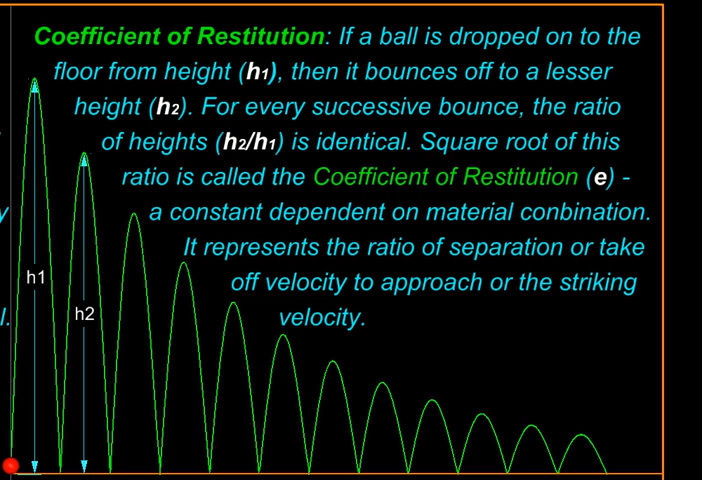 Coefficient of Restitution: If a ball is dropped on to the
floor from height (h1), then it bounces off to a lesser
height (h2). For every successive bounce, the ratio
of heights (h2/h1) is identical. Square root of this
ratio is called the Coefficient of Restitution (e) -
a constant dependent on material conbination.
It represents the ratio of separation or take
off velocity to approach or the striking
velocity.
h1
h2
y
l.